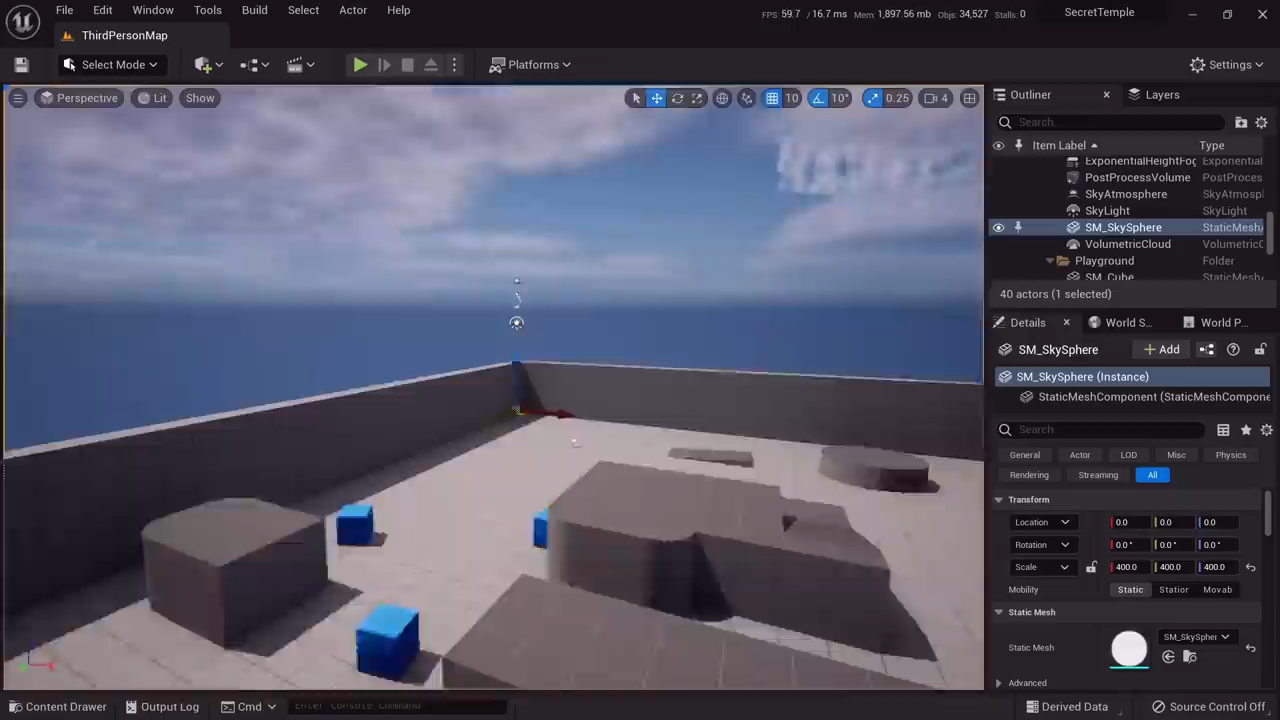 File Edit Window Tools Build Select Actor Help
FPS: 59.7 / 16.7 ms Mem: 1,897.56 mb Objs: 34,527 Stalls: 0 SecretTemple
ThirdPersonMap
Select Mode Platforms Settings
Perspective Lit Show 10 10° 0.25 4
Outliner Layers
Search...
Item Label Type
ExponentialHeightFog Exponential
PostProcessVolume PostProces
SkyAtmosphere SkyAtmospl
SkyLight SkyLight
SM_SkySphere StaticMesh
VolumetricCloud Volumetric
Playground Folder
SM_Cube StaticMesh
40 actors (1 selected)
Details World S... World P...
SM_SkySphere Add
SM_SkySphere (Instance)
StaticMeshComponent (StaticMeshCompone
Search
General Actor LOD Misc Physics
Rendering Streaming All
Transform
Location 0.0 0.0 0.0
Rotation 0.0° 0.0° 0.0°
Scale 400.0 400.0 400.0
Mobility Static Statior Movab
Static Mesh
Static Mesh SM_SkySpher
Advanced
Content Drawer Output Log Cmd Enter Console Command Derived Data Source Control Off